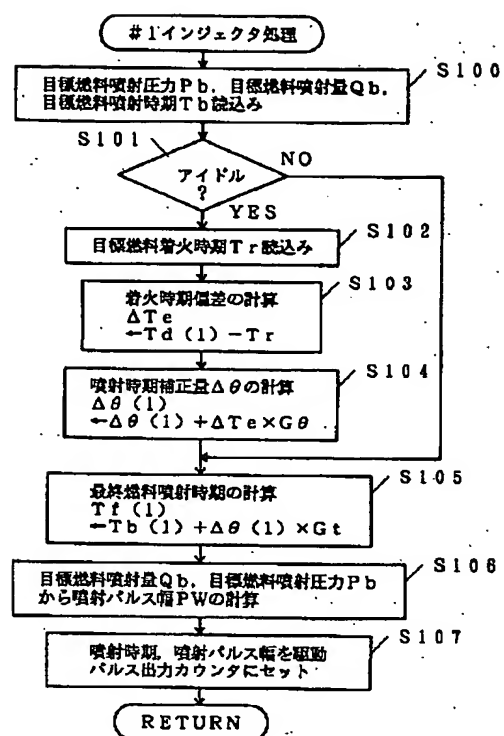 #1インジェクタ処理
S100
目標燃料噴射圧力Pb，目標燃料噴射量Qb，
目標燃料噴射時期Tb読込み
S101
アイドル
?
NO
YES
S102
目標燃料着火時期Tr読込み
S103
着火時期偏差の計算
ΔTe
←Td（1）−Tr
S104
噴射時期補正量Δθの計算
Δθ（1）
←Δθ（1）+ΔTe×Gθ
S105
最終燃料噴射時期の計算
Tf（1）
←Tb（1）+Δθ（1）×Gt
S106
目標燃料噴射量Qb，目標燃料噴射圧力Pb
から噴射パルス幅PWの計算
S107
噴射時期，噴射パルス幅を駆動
パルス出力カウンタにセット
RETURN